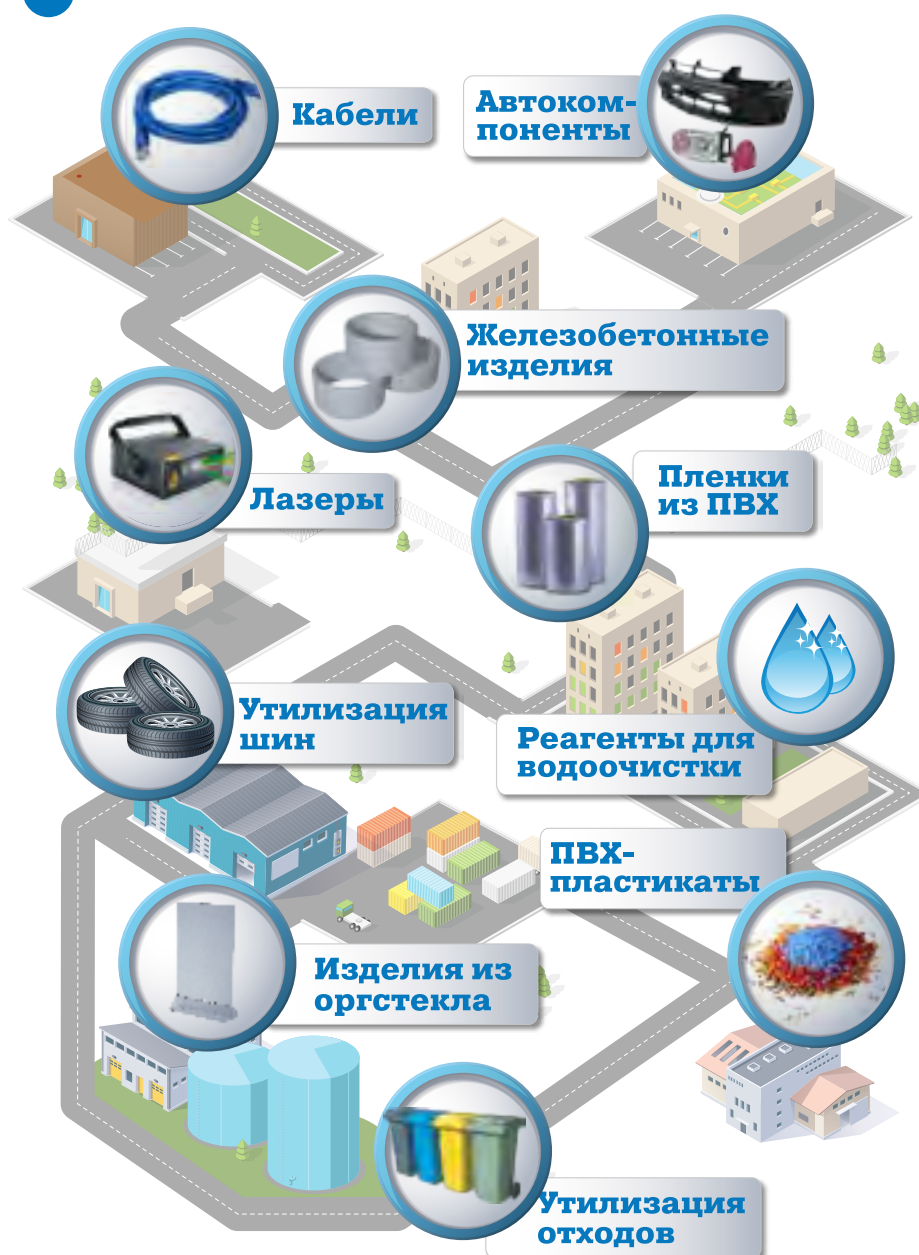 Кабели
Автоком-
поненты
Железобетонные
изделия
Лазеры
Пленки
из ПВХ
Утилизация
шин
Реагенты для
водоочистки
ПВХ-
пластикаты
Изделия из
оргстекла
Утилизация
отходов